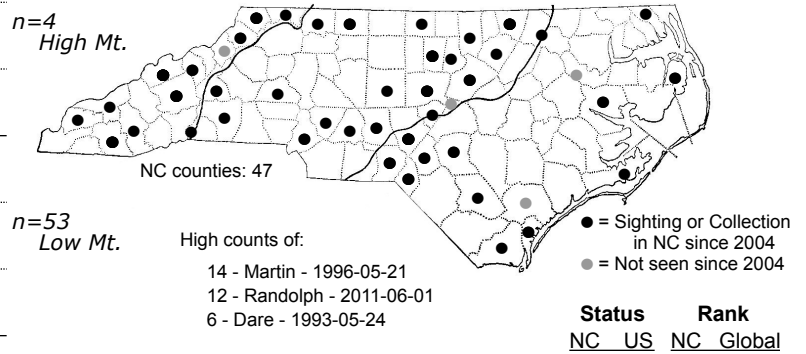 n=4
High Mt.
NC counties: 47
n=53
Low Mt.
High counts of:
14 - Martin - 1996-05-21
12 - Randolph - 2011-06-01
6 - Dare - 1993-05-24
= Sighting or Collection
in NC since 2004
= Not seen since 2004
Status Rank
NC US NC Global